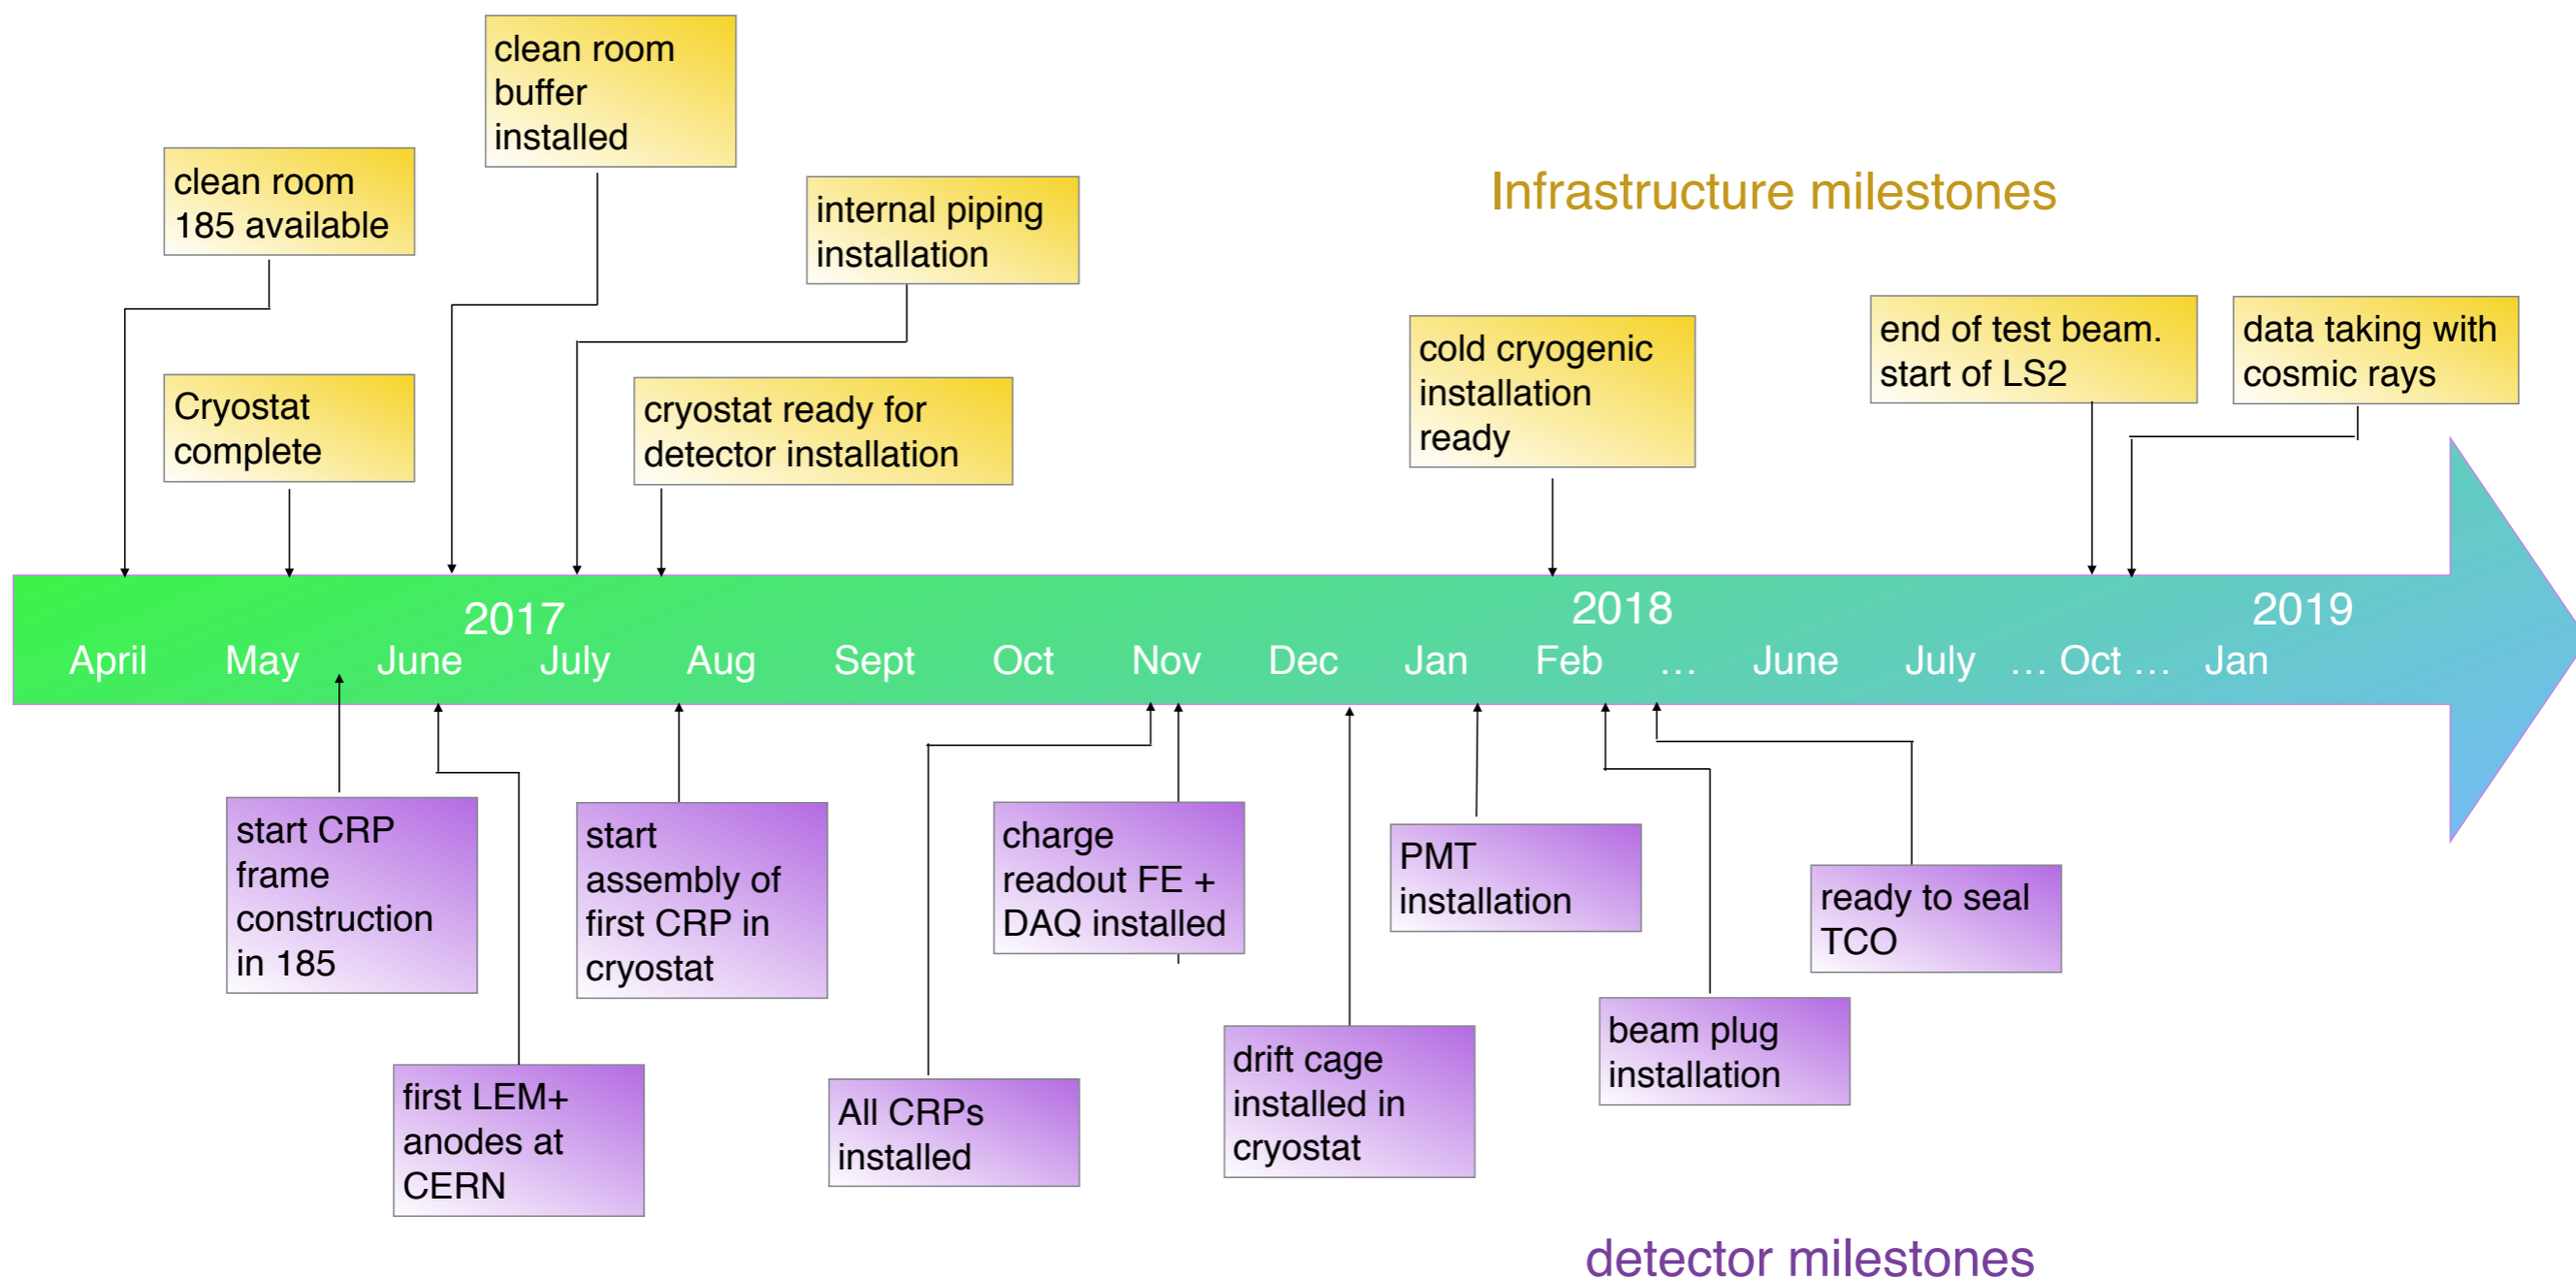 clean room
buffer
installed
clean room
185 available
internal piping
installation
Infrastructure milestones
Cryostat
complete
cryostat ready for
detector installation
cold cryogenic
installation
ready
end of test beam.
start of LS2
data taking with
cosmic rays
2017
2018
2019
April May June July Aug Sept Oct Nov Dec Jan Feb … June July … Oct … Jan
start CRP
frame
construction
in 185
first LEM+
anodes at
CERN
start
assembly of
first CRP in
cryostat
All CRPs
installed
charge
readout FE +
DAQ installed
drift cage
installed in
cryostat
PMT
installation
beam plug
installation
ready to seal
TCO
detector milestones